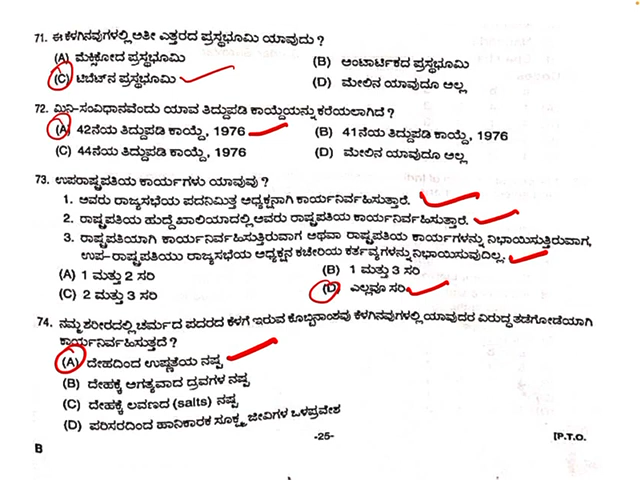 71. ಈ ಕೆಳಗಿನವುಗಳಲ್ಲಿ ಅತೀ ಎತ್ತರದ ಪ್ರಸ್ಥಭೂಮಿ ಯಾವುದು ?
(A) ಮೆಕ್ಸಿಕೋದ ಪ್ರಸ್ಥಭೂಮಿ (B) ಅಂಟಾರ್ಟಿಕದ ಪ್ರಸ್ಥಭೂಮಿ
(C) ಟಿಬೆಟ್‌ನ ಪ್ರಸ್ಥಭೂಮಿ (D) ಮೇಲಿನ ಯಾವುದೂ ಅಲ್ಲ
72. ಮಿನಿ-ಸಂವಿಧಾನವೆಂದು ಯಾವ ತಿದ್ದುಪಡಿ ಕಾಯ್ದೆಯನ್ನು ಕರೆಯಲಾಗಿದೆ ?
(A) 42ನೆಯ ತಿದ್ದುಪಡಿ ಕಾಯ್ದೆ, 1976 (B) 41ನೆಯ ತಿದ್ದುಪಡಿ ಕಾಯ್ದೆ, 1976
(C) 44ನೆಯ ತಿದ್ದುಪಡಿ ಕಾಯ್ದೆ, 1976 (D) ಮೇಲಿನ ಯಾವುದೂ ಅಲ್ಲ
73. ಉಪರಾಷ್ಟ್ರಪತಿಯ ಕಾರ್ಯಗಳು ಯಾವುವು ?
1. ಅವರು ರಾಜ್ಯಸಭೆಯ ಪದನಿಮಿತ್ತ ಅಧ್ಯಕ್ಷನಾಗಿ ಕಾರ್ಯನಿರ್ವಹಿಸುತ್ತಾರೆ.
2. ರಾಷ್ಟ್ರಪತಿಯ ಹುದ್ದೆ ಖಾಲಿಯಾದಲ್ಲಿ ಅವರು ರಾಷ್ಟ್ರಪತಿಯ ಕಾರ್ಯನಿರ್ವಹಿಸುತ್ತಾರೆ.
3. ರಾಷ್ಟ್ರಪತಿಯಾಗಿ ಕಾರ್ಯನಿರ್ವಹಿಸುತ್ತಿರುವಾಗ ಅಥವಾ ರಾಷ್ಟ್ರಪತಿಯ ಕಾರ್ಯಗಳನ್ನು ನಿಭಾಯಿಸುತ್ತಿರುವಾಗ,
ಉಪ-ರಾಷ್ಟ್ರಪತಿಯು ರಾಜ್ಯಸಭೆಯ ಅಧ್ಯಕ್ಷನ ಕಚೇರಿಯ ಕರ್ತವ್ಯಗಳನ್ನು ನಿಭಾಯಿಸುವುದಿಲ್ಲ.
(A) 1 ಮತ್ತು 2 ಸರಿ (B) 1 ಮತ್ತು 3 ಸರಿ
(C) 2 ಮತ್ತು 3 ಸರಿ (D) ಎಲ್ಲವೂ ಸರಿ
74. ನಮ್ಮ ಶರೀರದಲ್ಲಿ ಚರ್ಮದ ಪದರದ ಕೆಳಗೆ ಇರುವ ಕೊಬ್ಬಿನಾಂಶವು ಕೆಳಗಿನವುಗಳಲ್ಲಿ ಯಾವುದರ ವಿರುದ್ಧ ತಡೆಗೋಡೆಯಾಗಿ
ಕಾರ್ಯನಿರ್ವಹಿಸುತ್ತದೆ ?
(A) ದೇಹದಿಂದ ಉಷ್ಣತೆಯ ನಷ್ಟ
(B) ದೇಹಕ್ಕೆ ಅಗತ್ಯವಾದ ದ್ರವಗಳ ನಷ್ಟ
(C) ದೇಹಕ್ಕೆ ಲವಣದ (salts) ನಷ್ಟ
(D) ಪರಿಸರದಿಂದ ಹಾನಿಕಾರಕ ಸೂಕ್ಷ್ಮ ಜೀವಿಗಳ ಒಳಪ್ರವೇಶ
B -25- [P.T.O.